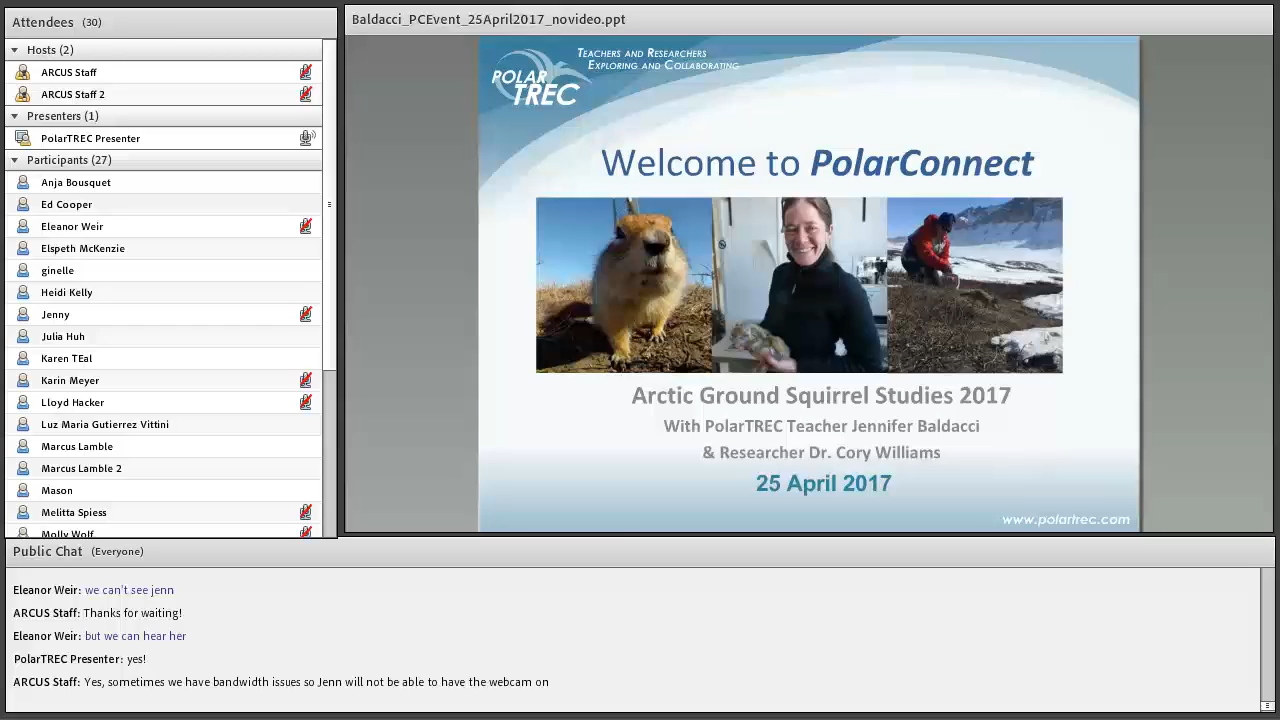 Attendees (30)
Hosts (2)
ARCUS Staff
ARCUS Staff 2
Presenters (1)
PolarTREC Presenter
Participants (27)
Anja Bousquet
Ed Cooper
Eleanor Weir
Elspeth McKenzie
ginelle
Heidi Kelly
Jenny
Julia Huh
Karen TEal
Karin Meyer
Lloyd Hacker
Luz Maria Gutierrez Vittini
Marcus Lamble
Marcus Lamble 2
Mason
Melitta Spiess
Molly Wolf
Baldacci_PCEvent_25April2017_novideo.ppt
POLAR
TREC
TEACHERS AND RESEARCHERS
EXPLORING AND COLLABORATING
Welcome to PolarConnect
Arctic Ground Squirrel Studies 2017
With PolarTREC Teacher Jennifer Baldacci
& Researcher Dr. Cory Williams
25 April 2017
www.polartrec.com
Public Chat (Everyone)
Eleanor Weir: we can't see jenn
ARCUS Staff: Thanks for waiting!
Eleanor Weir: but we can hear her
PolarTREC Presenter: yes!
ARCUS Staff: Yes, sometimes we have bandwidth issues so Jenn will not be able to have the webcam on